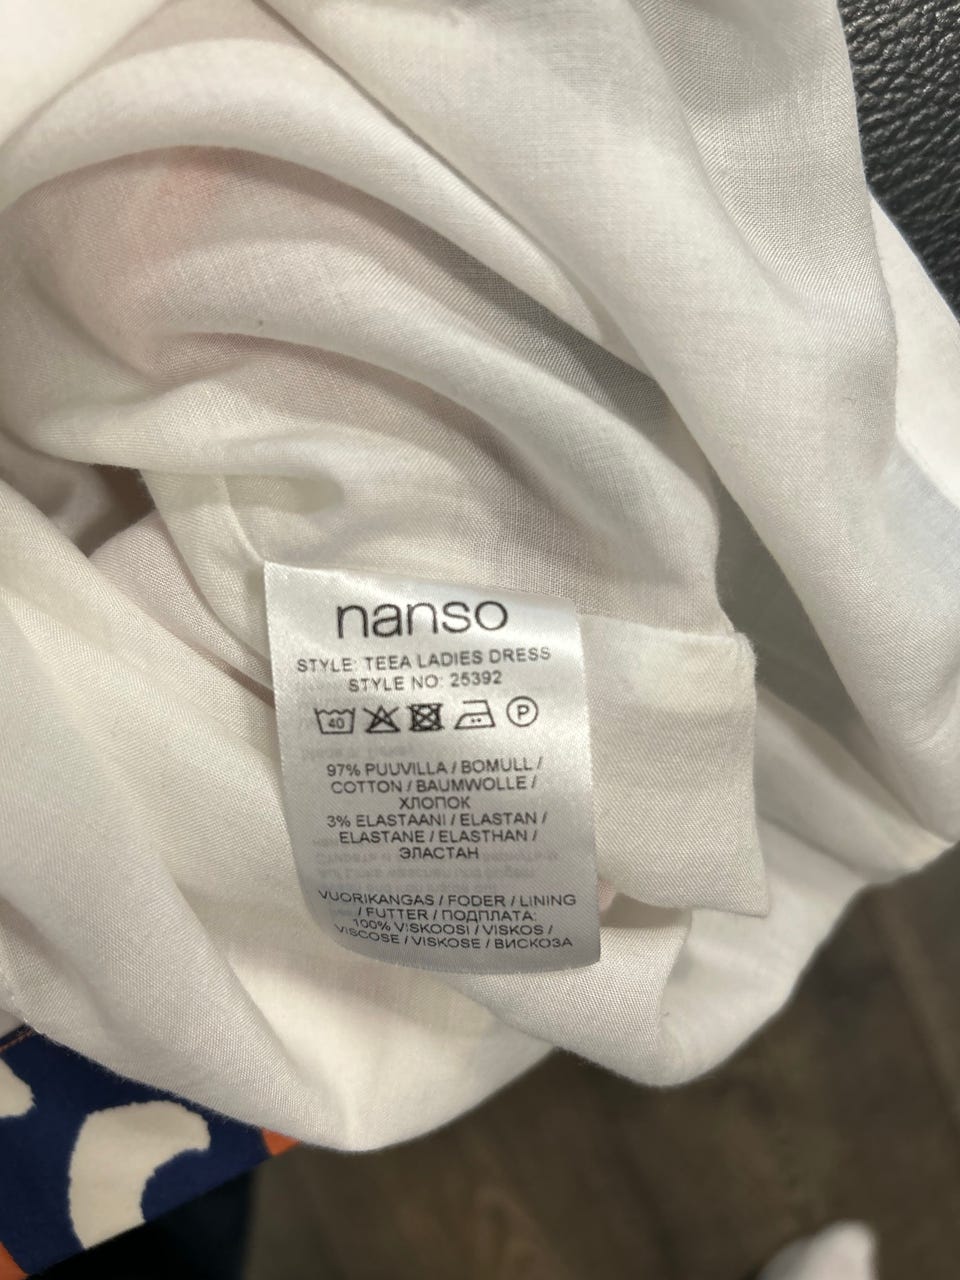 nanso
STYLE: TEEA LADIES DRESS
STYLE NO: 25392
40 P
97% PUUVILLA / BOMULL /
COTTON / BAUMWOLLE /
ХЛОПОК
3% ELASTAANI / ELASTAN /
ELASTANE / ELASTHAN /
ЭЛАСТАН
VUORIKANGAS / FODER / LINING
/ FUTTER / ПОДПЛАТА:
100% VISKOOSI / VISKOS /
VISCOSE / VISKOSE / ВИСКОЗА